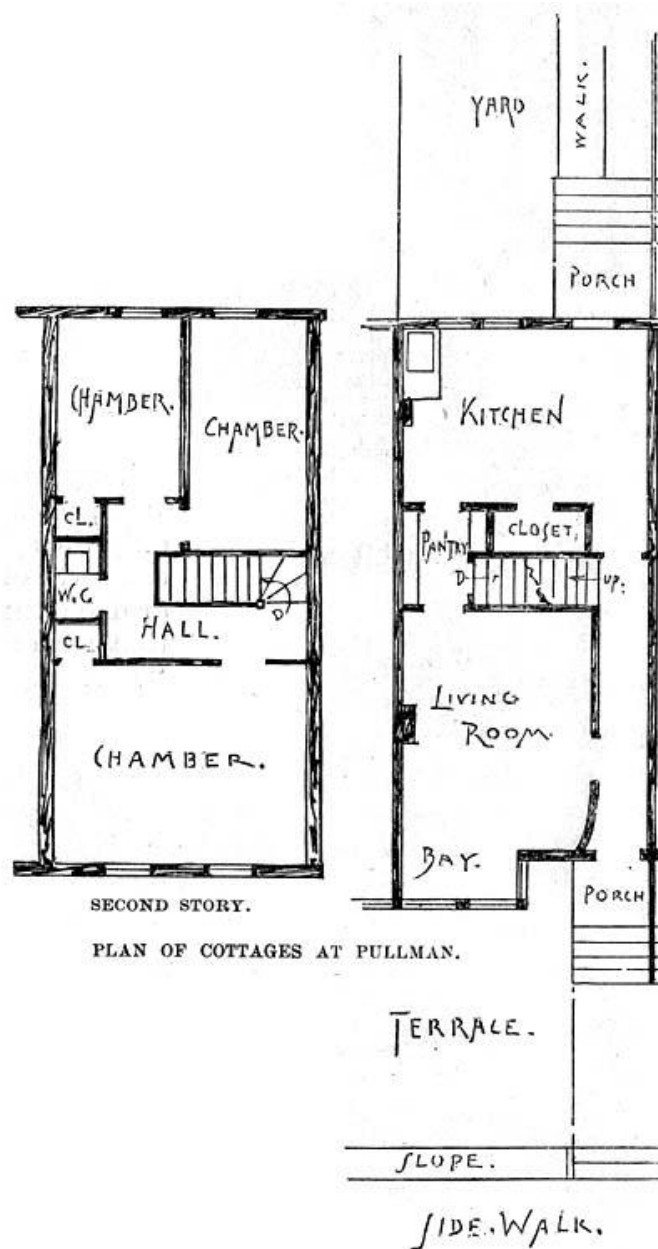 YARD
WALK.
PORCH
CHAMBER.
CHAMBER.
KITCHEN
CL.
PANTRY
CLOSET.
W.C
D
UP.
HALL.
D
CL.
LIVING
ROOM.
CHAMBER.
BAY.
PORCH
SECOND STORY.
PLAN OF COTTAGES AT PULLMAN.
TERRACE.
SLOPE.
SIDE.WALK.